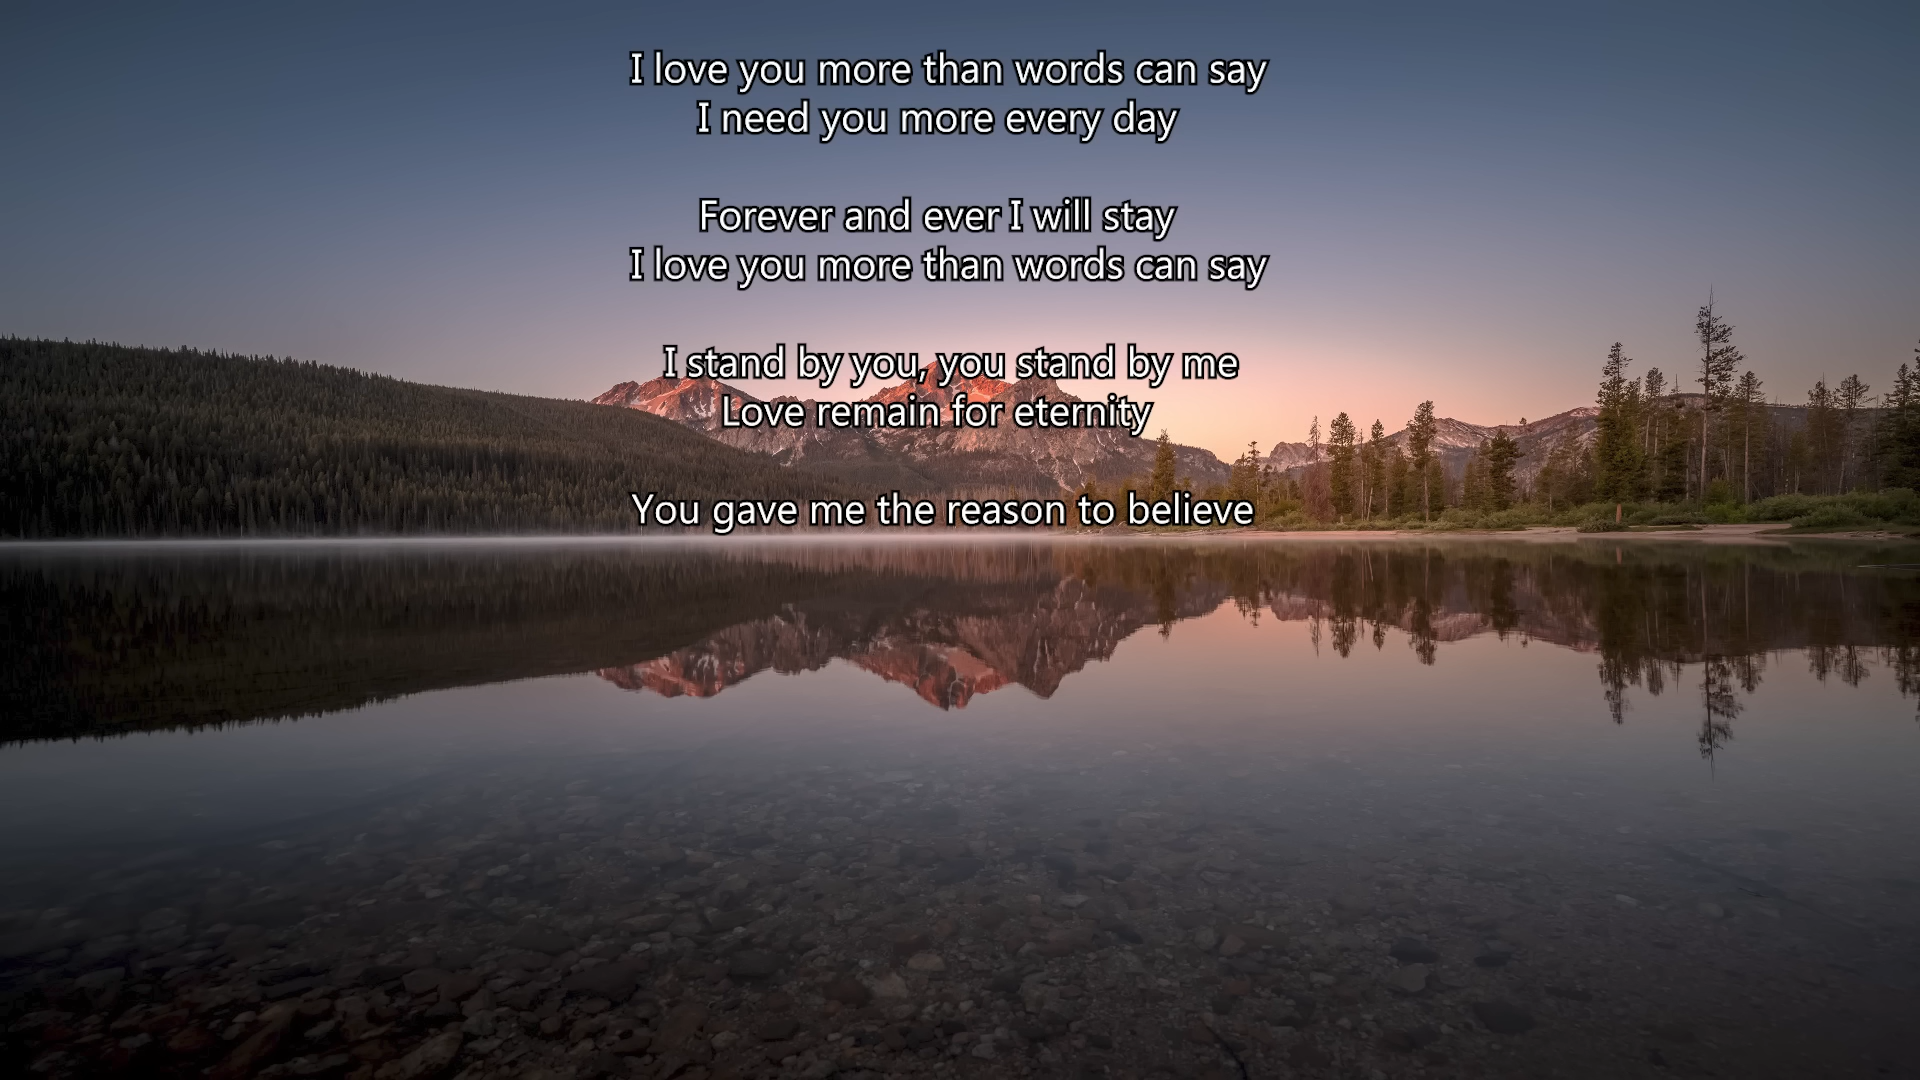 I love you more than words can say
I need you more every day
Forever and ever I will stay
I love you more than words can say
I stand by you, you stand by me
Love remain for eternity
You gave me the reason to believe